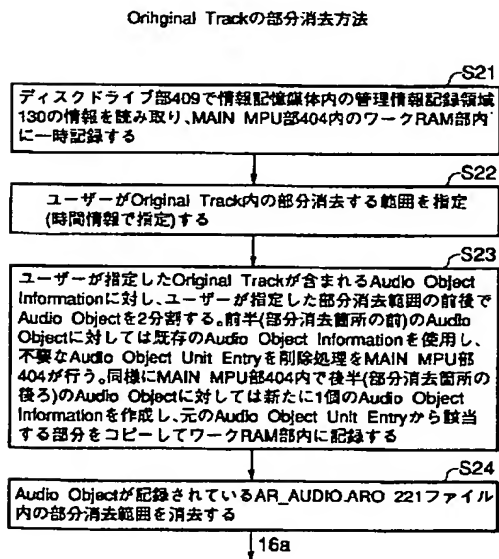 Orihginal Trackの部分消去方法
S21
ディスクドライブ部409で情報記憶媒体内の管理情報記録領域
130の情報を読み取り、MAIN MPU部404内のワークRAM部内
に一時記録する
S22
ユーザーがOriginal Track内の部分消去する範囲を指定
(時間情報で指定)する
S23
ユーザーが指定したOriginal Trackが含まれるAudio Object
Informationに対し、ユーザーが指定した部分消去範囲の前後で
Audio Objectを2分割する。前半(部分消去箇所の前)のAudio
Objectに対しては既存のAudio Object Informationを使用し、
不要なAudio Object Unit Entryを削除処理をMAIN MPU部
404が行う。同様にMAIN MPU部404内で後半(部分消去箇所の
後ろ)のAudio Objectに対しては新たに1個のAudio Object
Informationを作成し、元のAudio Object Unit Entryから該当
する部分をコピーしてワークRAM部内に記録する
S24
Audio Objectが記録されているAR_AUDIO.ARO 221ファイル
内の部分消去範囲を消去する
16a